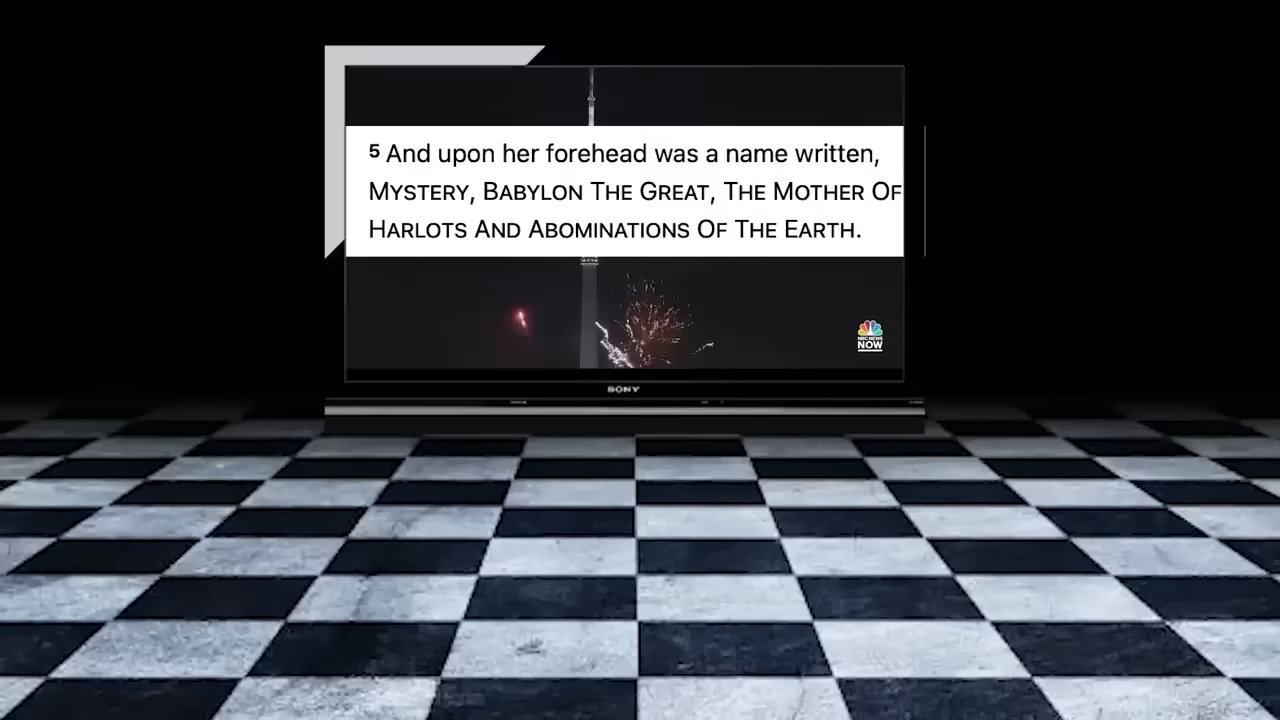 5 And upon her forehead was a name written,
MYSTERY, BABYLON THE GREAT, THE MOTHER OF
HARLOTS AND ABOMINATIONS OF THE EARTH.
NBC NEWS
NOW
SONY